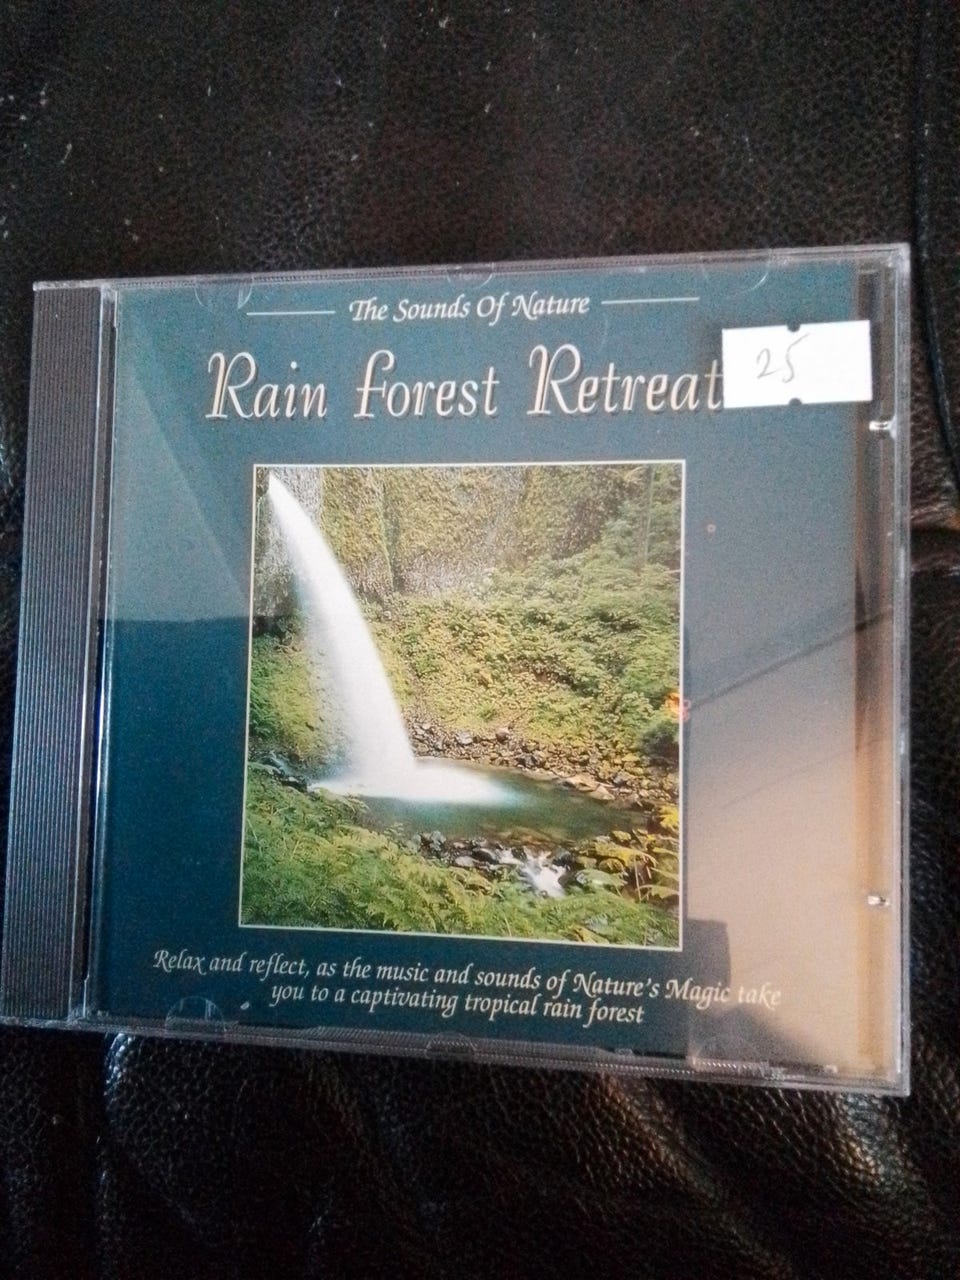 The Sounds Of Nature
Rain Forest Retreat
25
Relax and reflect, as the music and sounds of Nature's Magic take
you to a captivating tropical rain forest